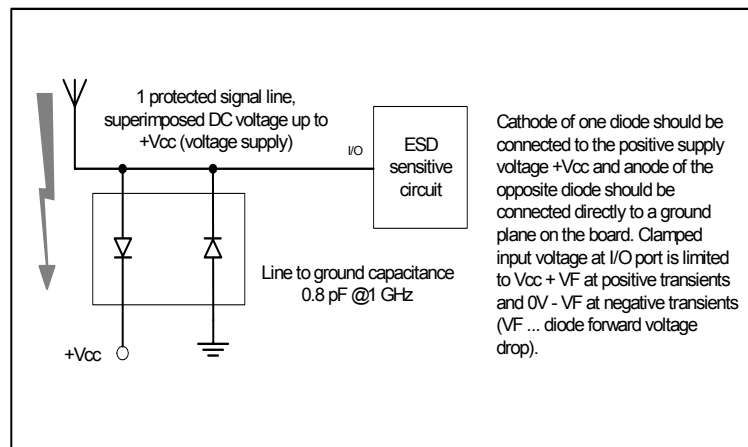 1 protected signal line,
superimposed DC voltage up to
+Vcc (voltage supply)
I/O
ESD
sensitive
circuit
Line to ground capacitance
0.8 pF @1 GHz
+Vcc
Cathode of one diode should be
connected to the positive supply
voltage +Vcc and anode of the
opposite diode should be
connected directly to a ground
plane on the board. Clamped
input voltage at I/O port is limited
to Vcc + VF at positive transients
and 0V - VF at negative transients
(VF ... diode forward voltage
drop).